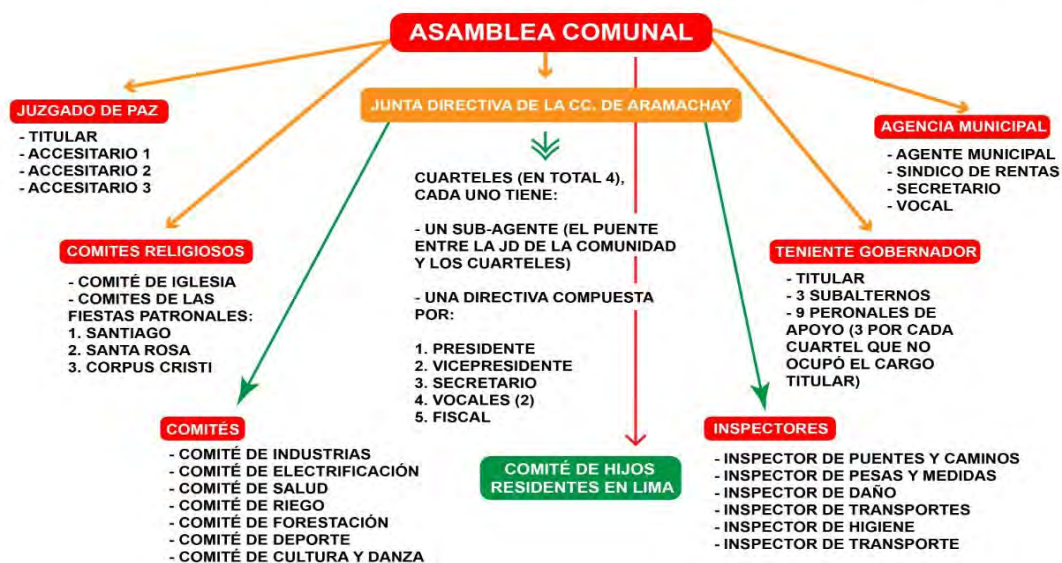 ASAMBLEA COMUNAL
JUZGADO DE PAZ
- TITULAR
- ACCESITARIO 1
- ACCESITARIO 2
- ACCESITARIO 3
JUNTA DIRECTIVA DE LA CC. DE ARAMACHAY
AGENCIA MUNICIPAL
- AGENTE MUNICIPAL
- SINDICO DE RENTAS
- SECRETARIO
- VOCAL
CUARTELES (EN TOTAL 4),
CADA UNO TIENE:
- UN SUB-AGENTE (EL PUENTE
ENTRE LA JD DE LA COMUNIDAD
Y LOS CUARTELES)
- UNA DIRECTIVA COMPUESTA
POR:
1. PRESIDENTE
2. VICEPRESIDENTE
3. SECRETARIO
4. VOCALES (2)
5. FISCAL
COMITES RELIGIOSOS
- COMITÉ DE IGLESIA
- COMITES DE LAS
FIESTAS PATRONALES:
1. SANTIAGO
2. SANTA ROSA
3. CORPUS CRISTI
TENIENTE GOBERNADOR
- TITULAR
- 3 SUBALTERNOS
- 9 PERONALES DE
APOYO (3 POR CADA
CUARTEL QUE NO
OCUPÓ EL CARGO
TITULAR)
COMITÉS
- COMITÉ DE INDUSTRIAS
- COMITÉ DE ELECTRIFICACIÓN
- COMITÉ DE SALUD
- COMITÉ DE RIEGO
- COMITÉ DE FORESTACIÓN
- COMITÉ DE DEPORTE
- COMITÉ DE CULTURA Y DANZA
COMITÉ DE HIJOS
RESIDENTES EN LIMA
INSPECTORES
- INSPECTOR DE PUENTES Y CAMINOS
- INSPECTOR DE PESAS Y MEDIDAS
- INSPECTOR DE DAÑO
- INSPECTOR DE TRANSPORTES
- INSPECTOR DE HIGIENE
- INSPECTOR DE TRANSPORTE